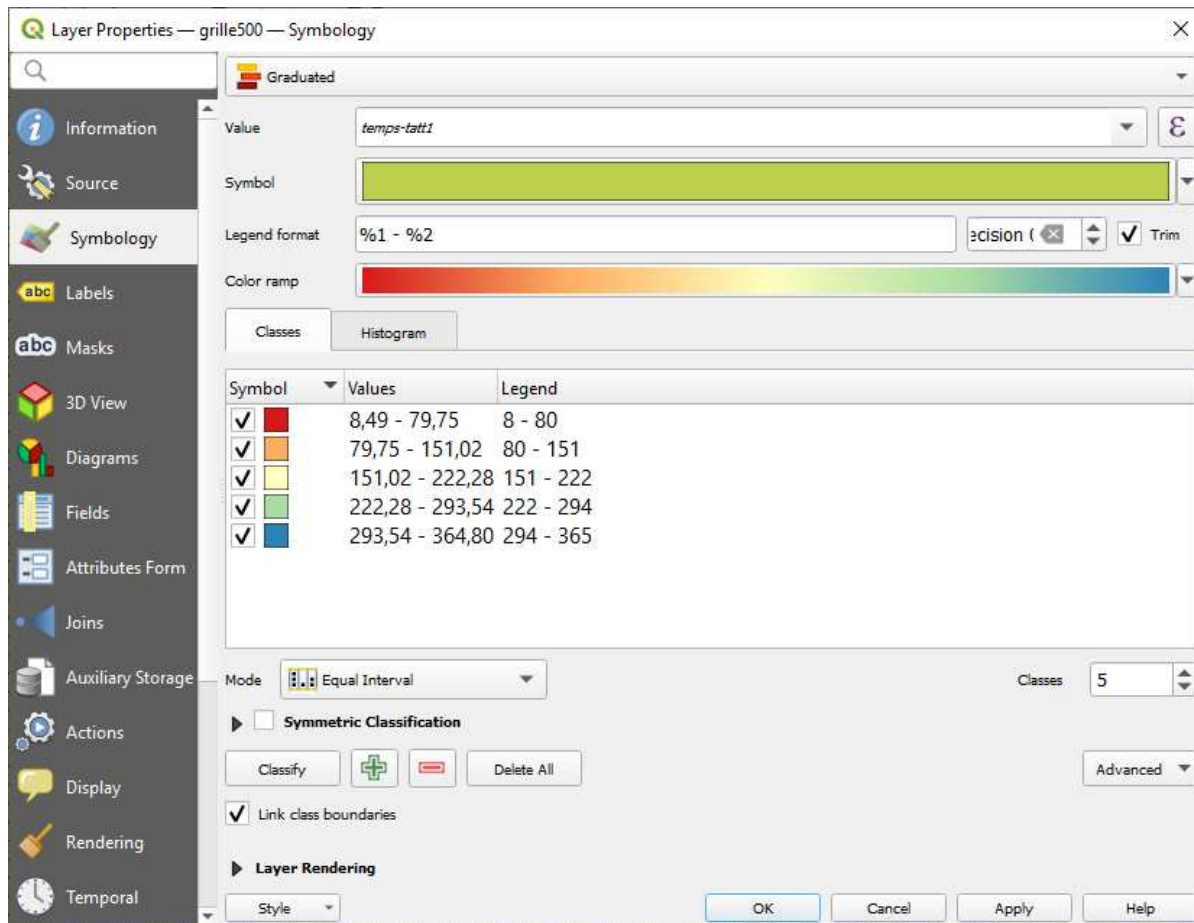 Layer Properties — grille500 — Symbology
Graduated
Information
Value temps-tatt1 ε
Source
Symbol
Symbology
Legend format %1 - %2 ecision ( Trim
Color ramp
abc Labels
Classes Histogram
abc Masks
Symbol Values Legend
3D View
8,49 - 79,75 8 - 80
79,75 - 151,02 80 - 151
Diagrams
151,02 - 222,28 151 - 222
Fields
222,28 - 293,54 222 - 294
293,54 - 364,80 294 - 365
Attributes Form
Joins
Auxiliary Storage
Mode Equal Interval Classes 5
Actions
Symmetric Classification
Classify Delete All Advanced
Display
Link class boundaries
Rendering
Layer Rendering
Temporal
Style OK Cancel Apply Help